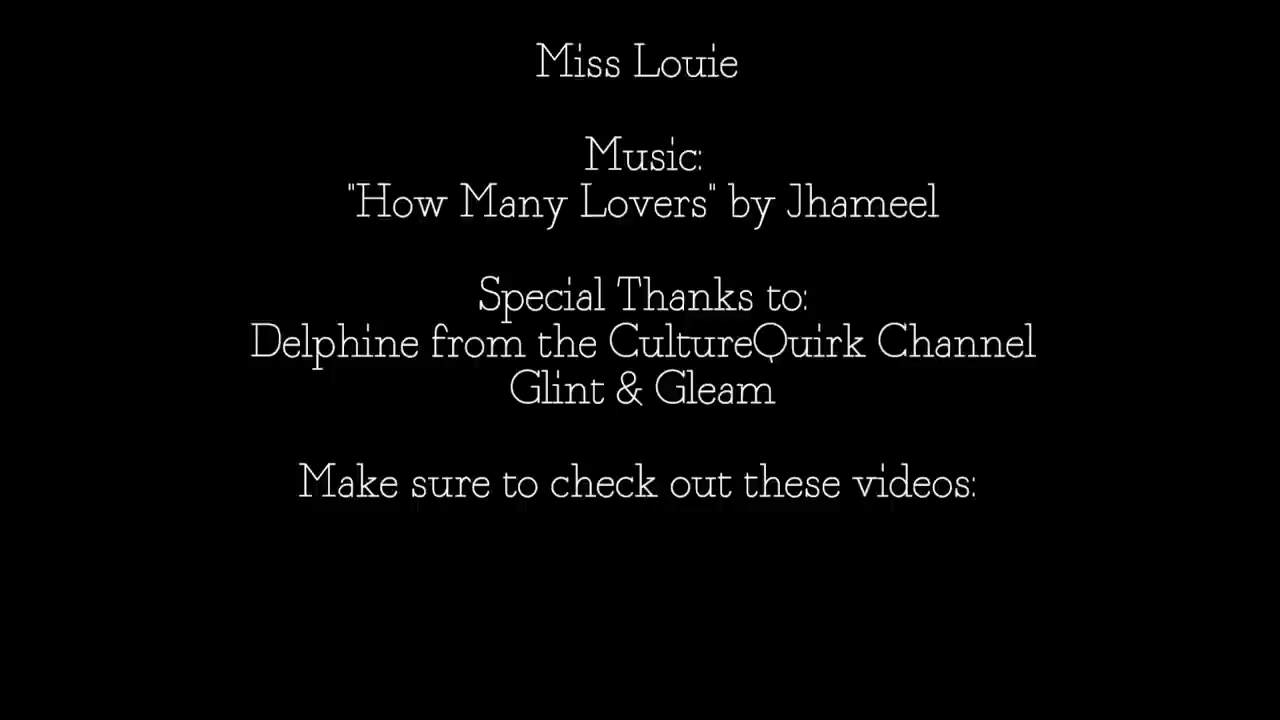 Miss Louie
Music:
"How Many Lovers" by Jhameel
Special Thanks to:
Delphine from the CultureQuirk Channel
Glint & Gleam
Make sure to check out these videos: